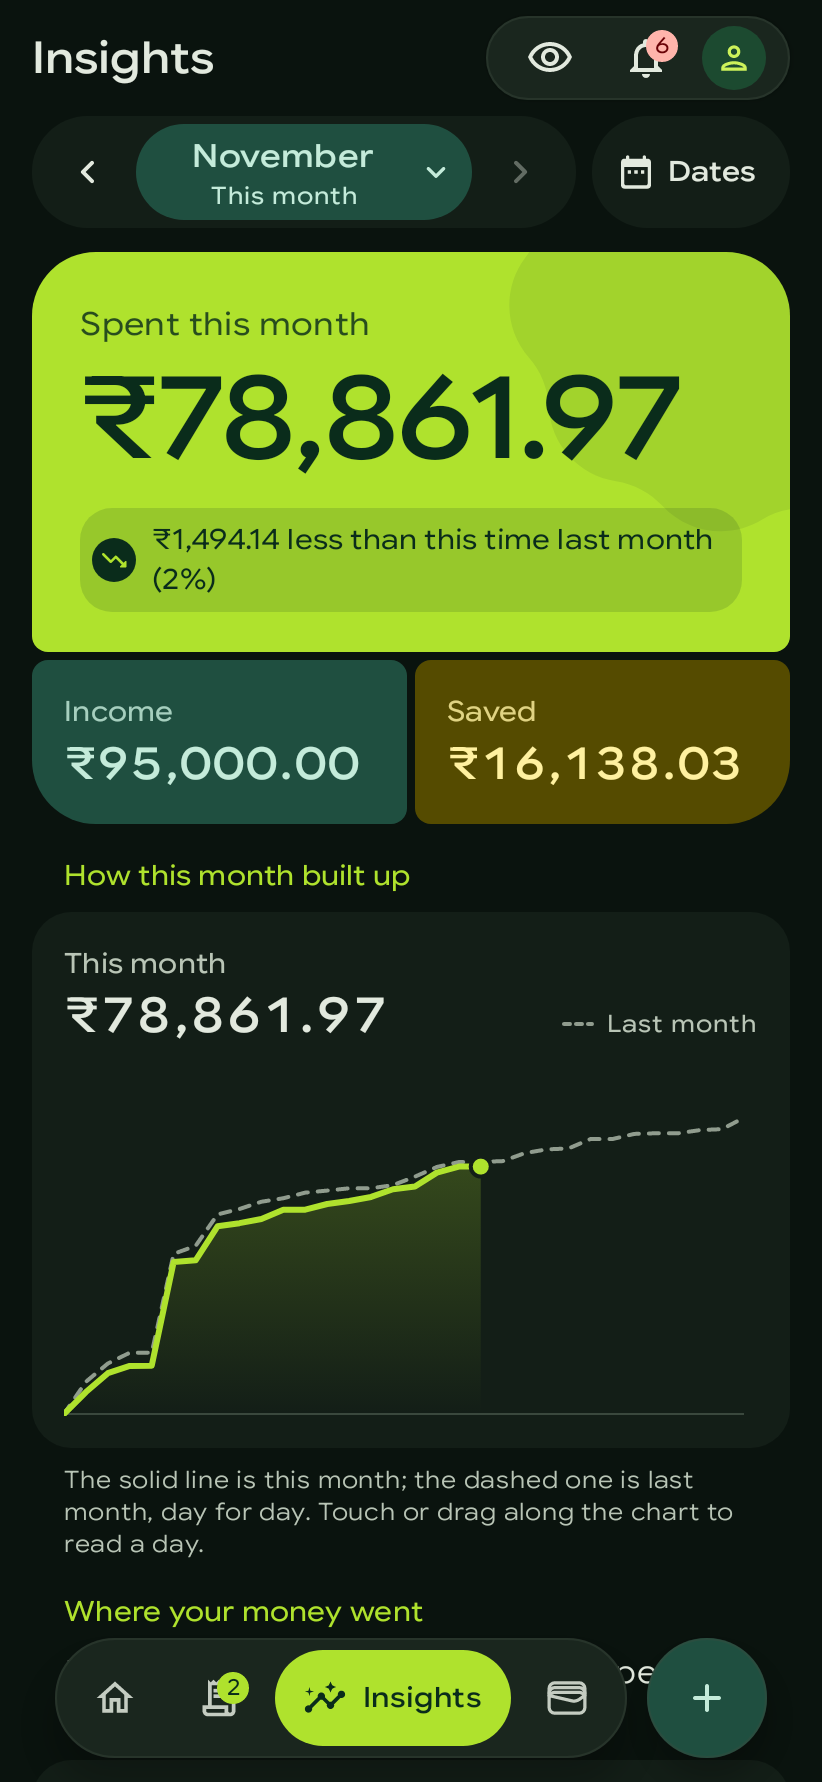 Insights
6
November
This month
Dates
Spent this month
₹78,861.97
₹1,494.14 less than this time last month
(2%)
Income
₹95,000.00
Saved
₹16,138.03
How this month built up
This month
₹78,861.97
Last month
The solid line is this month; the dashed one is last
month, day for day. Touch or drag along the chart to
read a day.
Where your money went
2
Insights